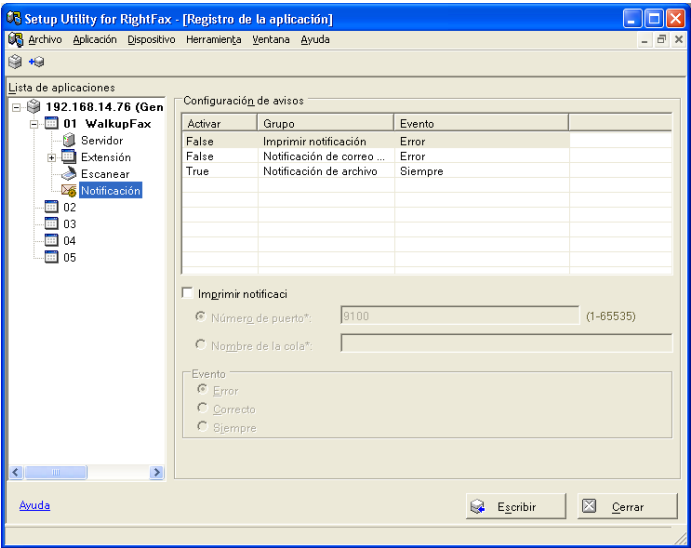 Setup Utility for RightFax - [Registro de la aplicación]
Archivo Aplicación Dispositivo Herramienta Ventana Ayuda
Lista de aplicaciones
192.168.14.76 (Gen
01 WalkupFax
Servidor
Extensión
Escanear
Notificación
02
03
04
05
Configuración de avisos
Activar Grupo Evento
False Imprimir notificación Error
False Notificación de correo ... Error
True Notificación de archivo Siempre
Imprimir notificaci
Número de puerto*: 9100 (1-65535)
Nombre de la cola*:
Evento
Error
Correcto
Siempre
Ayuda
Escribir
Cerrar